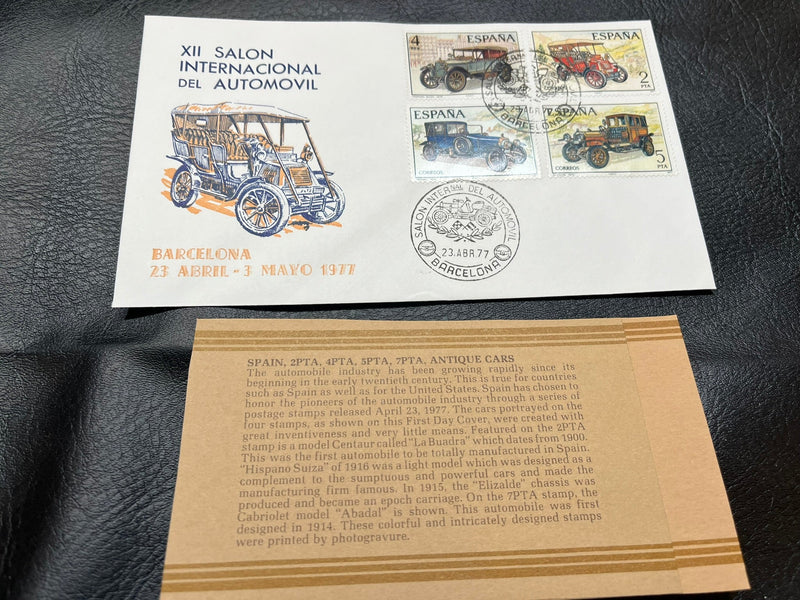 XII SALON
INTERNACIONAL
DEL AUTOMOVIL
BARCELONA
23 ABRIL - 3 MAYO 1977
4
PTA
ESPAÑA
ESPAÑA
2
PTA
CORREOS
ESPAÑA
CORREOS
ESPAÑA
5
PTA
CORREOS
23 ABR. 77
BARCELONA
SALON INTERNAL DEL AUTOMOVIL
23.ABR.77
BARCELONA
SPAIN, 2PTA, 4PTA, 5PTA, 7PTA, ANTIQUE CARS
The automobile industry has been growing rapidly since its
beginning in the early twentieth century. This is true for countries
such as Spain as well as for the United States. Spain has chosen to
honor the pioneers of the automobile industry through a series of
postage stamps released April 23, 1977. The cars portrayed on the
four stamps, as shown on this First Day Cover, were created with
great inventiveness and very little means. Featured on the 2PTA
stamp is a model Centaur called "La Buadra" which dates from 1900.
This was the first automobile to be totally manufactured in Spain.
"Hispano Suiza" of 1916 was a light model which was designed as a
complement to the sumptuous and powerful cars and made the
manufacturing firm famous. In 1915, the "Elizalde" chassis was
produced and became an epoch carriage. On the 7PTA stamp, the
Cabriolet model "Abadal" is shown. This automobile was first
designed in 1914. These colorful and intricately designed stamps
were printed by photogravure.